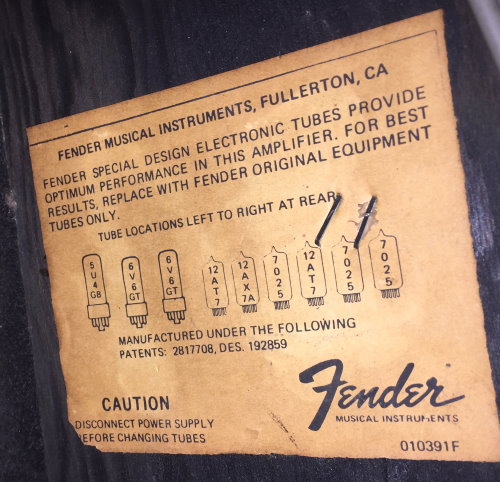 FENDER MUSICAL INSTRUMENTS, FULLERTON, CA
FENDER SPECIAL DESIGN ELECTRONIC TUBES PROVIDE
OPTIMUM PERFORMANCE IN THIS AMPLIFIER. FOR BEST
RESULTS, REPLACE WITH FENDER ORIGINAL EQUIPMENT
TUBES ONLY.
TUBE LOCATIONS LEFT TO RIGHT AT REAR
5U4GB 6V6GT 6V6GT 12AT7 12AX7A 7025 12AT7 7025 7025
MANUFACTURED UNDER THE FOLLOWING
PATENTS: 2817708, DES. 192859
CAUTION
DISCONNECT POWER SUPPLY
BEFORE CHANGING TUBES
Fender
MUSICAL INSTRUMENTS
010391F